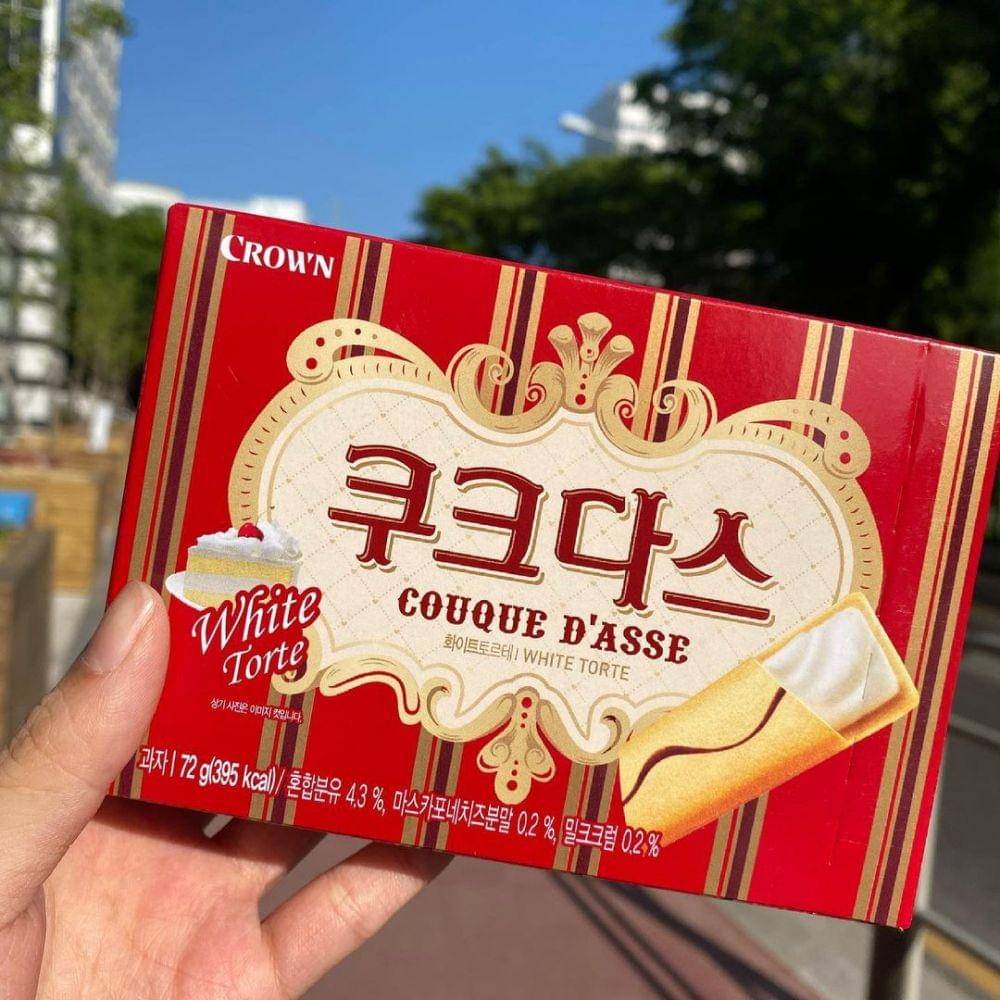 CROWN
쿠크다스
COUQUE D'ASSE
화이트토르테 | WHITE TORTE
White
Torte
상기 사진은 이미지 컷입니다.
과자 | 72 g(395 kcal) / 혼합분유 4.3 %, 마스카포네치즈분말 0.2 %, 밀크크럼 0.2 %